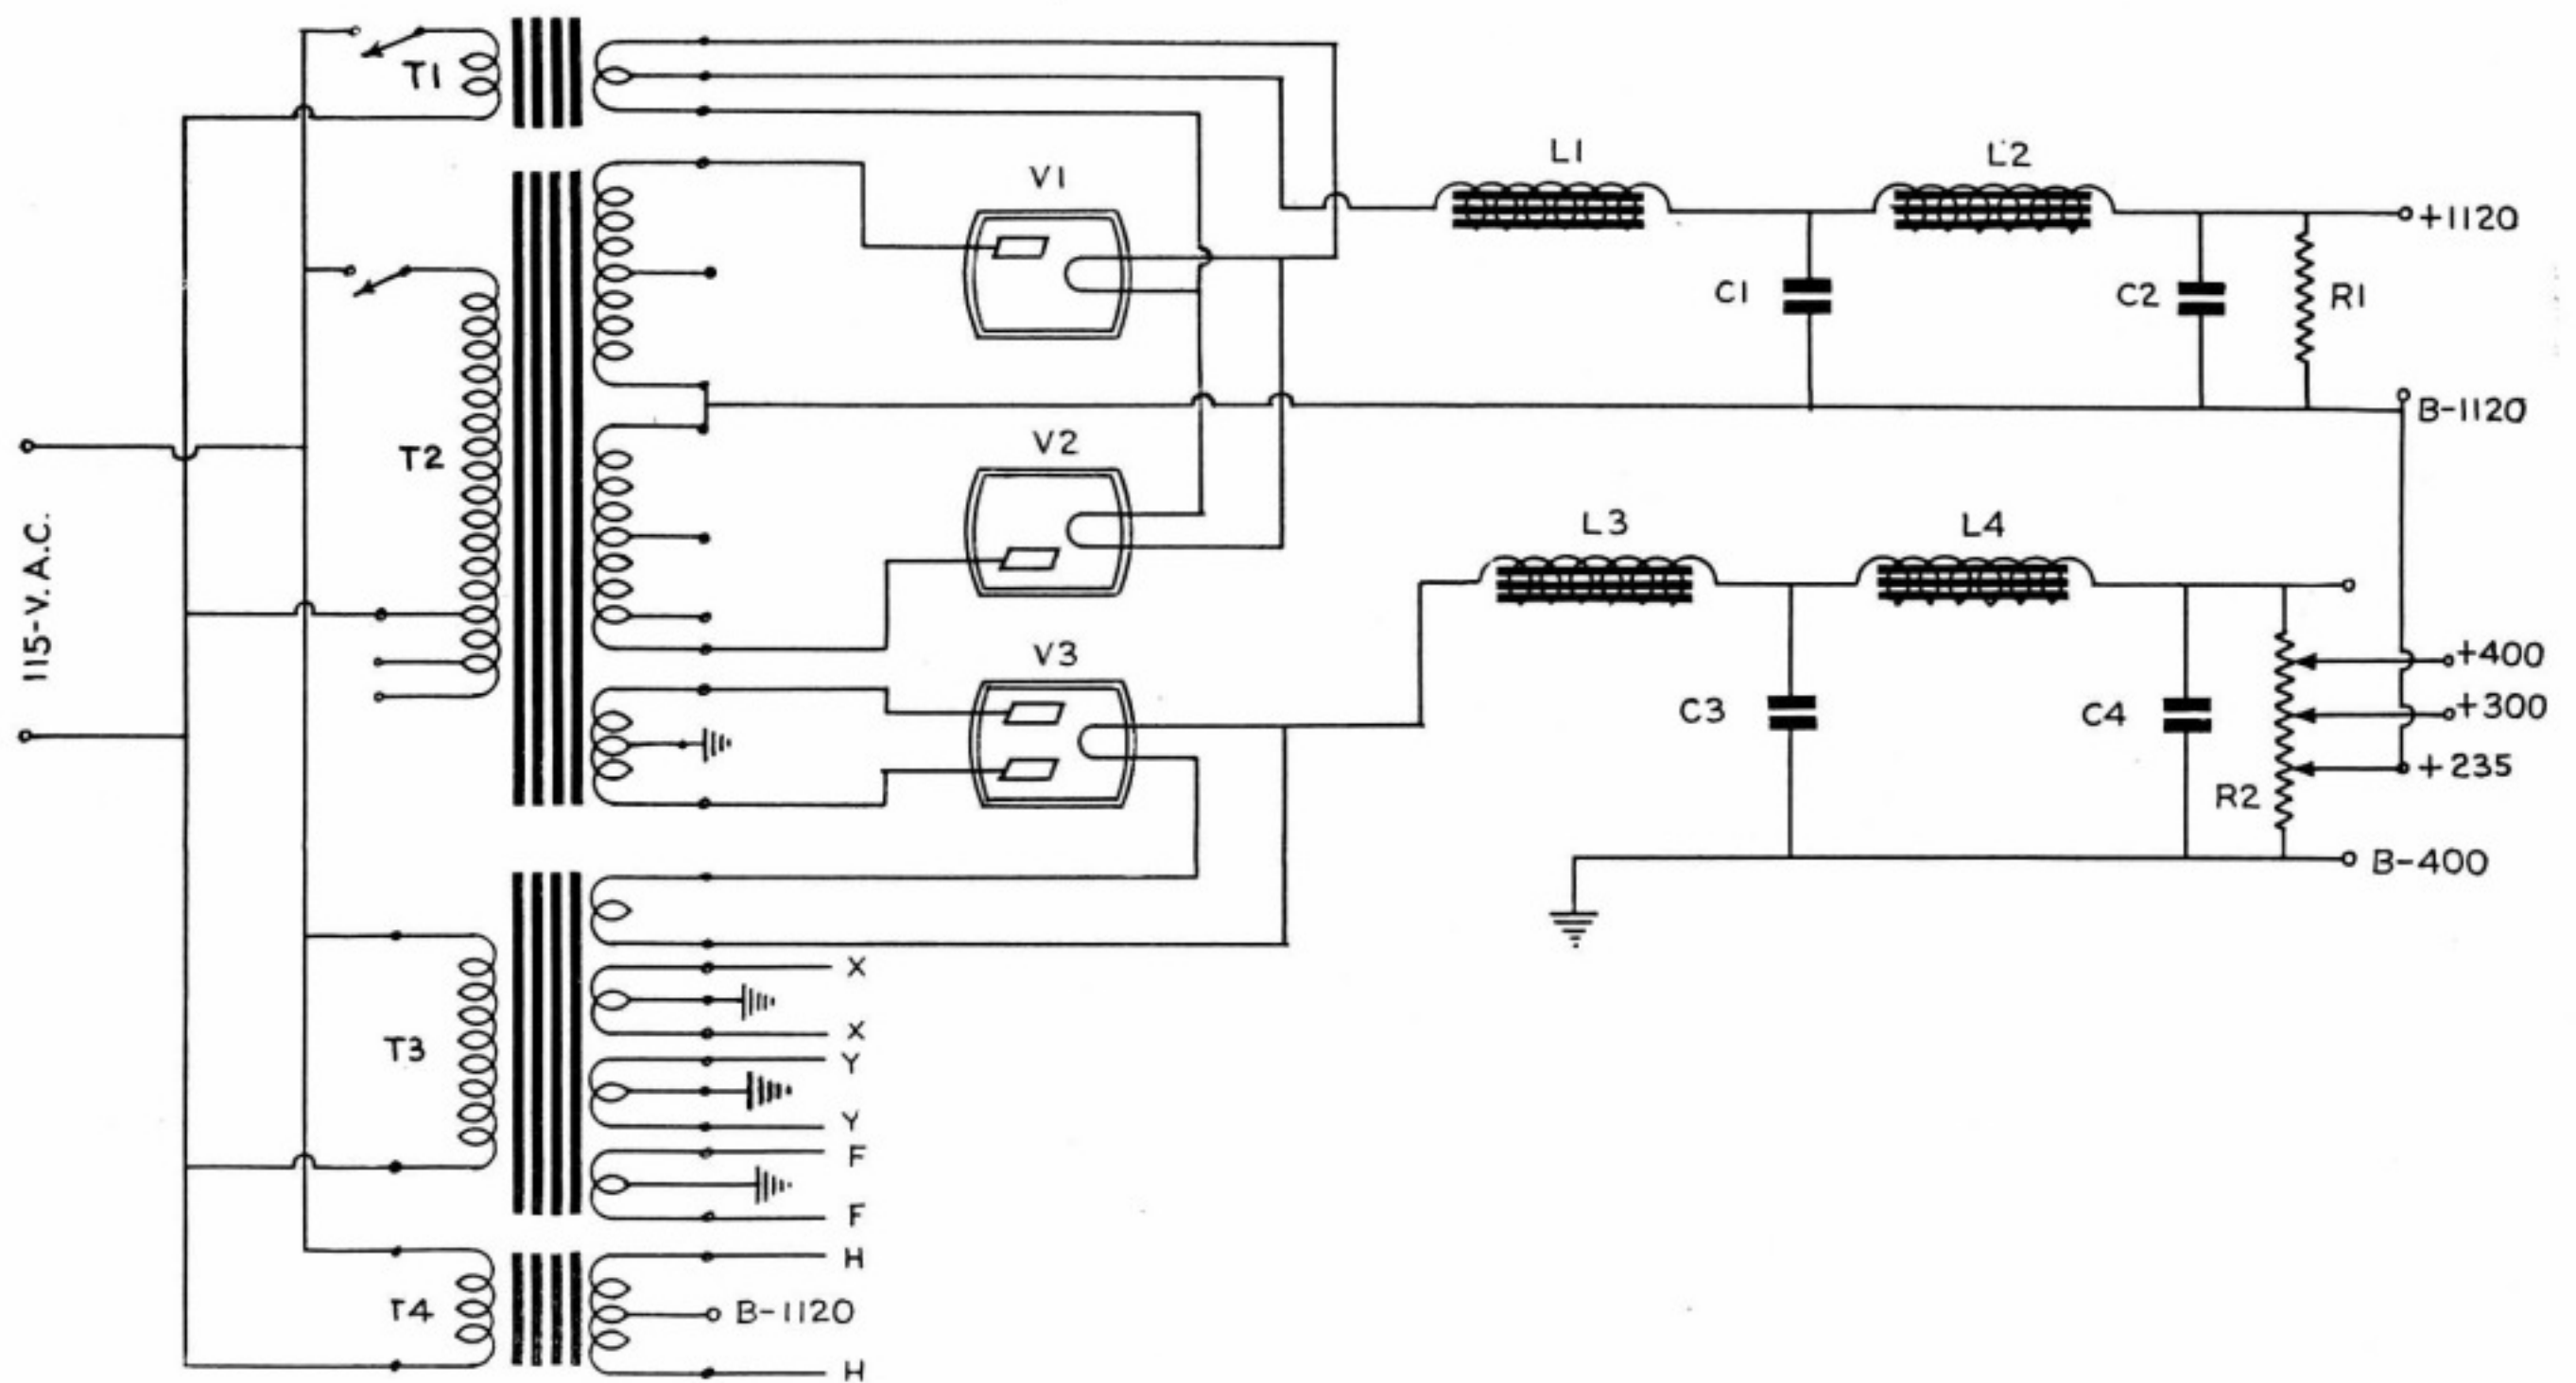 T1
V1
L1
L2
+1120
C1
C2
R1
B-1120
115-V.A.C.
T2
V2
L3
L4
V3
+400
C3
C4
+300
+235
R2
B-400
X
X
T3
Y
Y
F
F
H
T4
B-1120
H